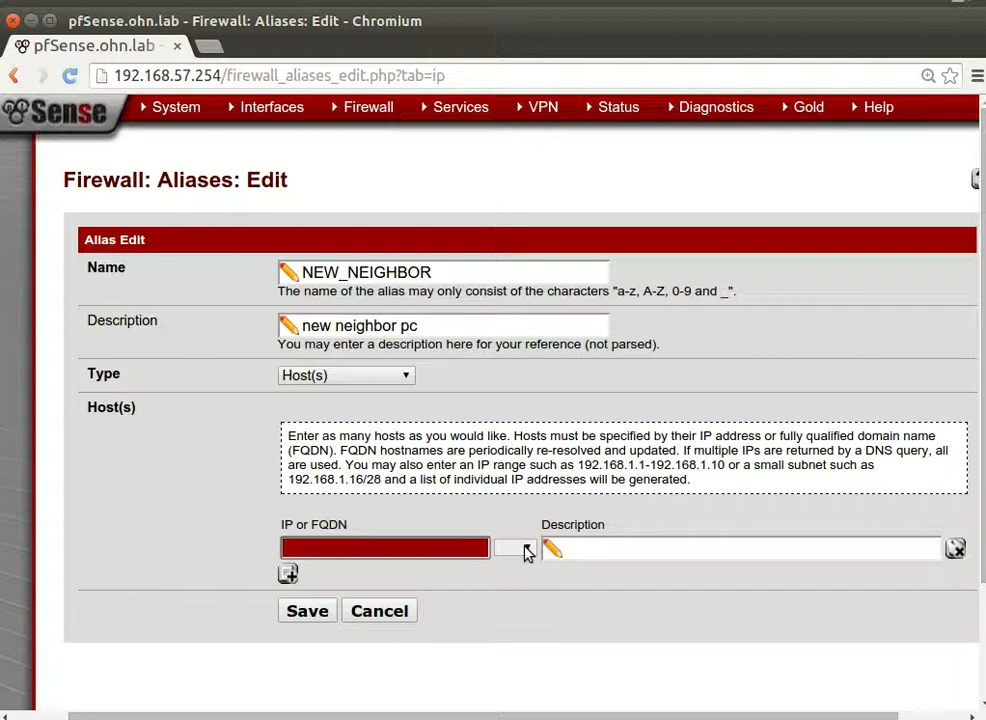 pfSense.ohn.lab - Firewall: Aliases: Edit - Chromium
pfSense.ohn.lab - ×
192.168.57.254/firewall_aliases_edit.php?tab=ip
Sense System Interfaces Firewall Services VPN Status Diagnostics Gold Help
Firewall: Aliases: Edit
Alias Edit
Name NEW_NEIGHBOR
The name of the alias may only consist of the characters "a-z, A-Z, 0-9 and _".
Description new neighbor pc
You may enter a description here for your reference (not parsed).
Type Host(s)
Host(s)
Enter as many hosts as you would like. Hosts must be specified by their IP address or fully qualified domain name
(FQDN). FQDN hostnames are periodically re-resolved and updated. If multiple IPs are returned by a DNS query, all
are used. You may also enter an IP range such as 192.168.1.1-192.168.1.10 or a small subnet such as
192.168.1.16/28 and a list of individual IP addresses will be generated.
IP or FQDN Description
Save Cancel